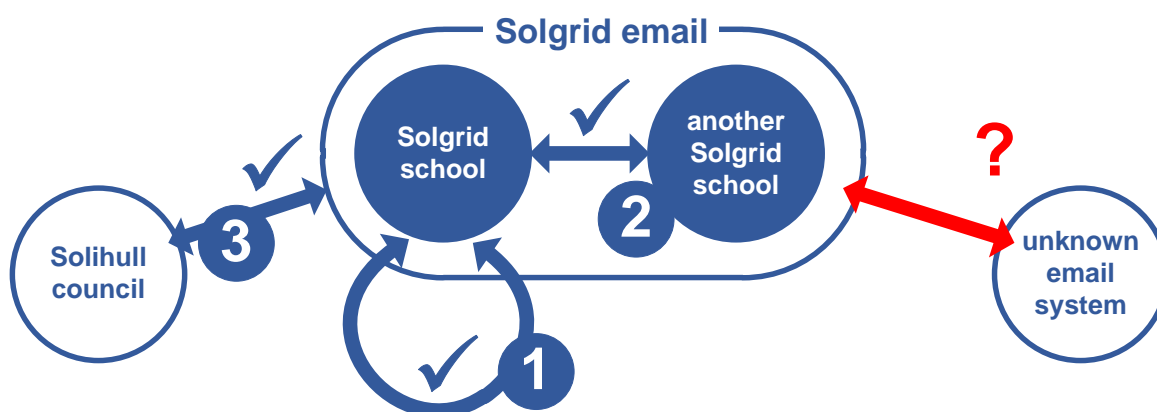 Solgrid email
Solgrid
school
another
Solgrid
school
?
3
2
Solihull
council
unknown
email
system
1